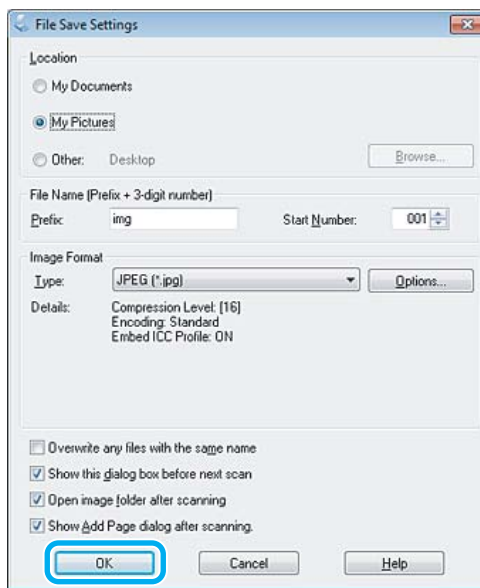 File Save Settings
Location
My Documents
My Pictures
Other: Desktop Browse...
File Name (Prefix + 3-digit number)
Prefix: img Start Number: 001
Image Format
Type: JPEG (*.jpg) Options...
Details: Compression Level: [16]
Encoding: Standard
Embed ICC Profile: ON
Overwrite any files with the same name
Show this dialog box before next scan
Open image folder after scanning
Show Add Page dialog after scanning.
OK Cancel Help